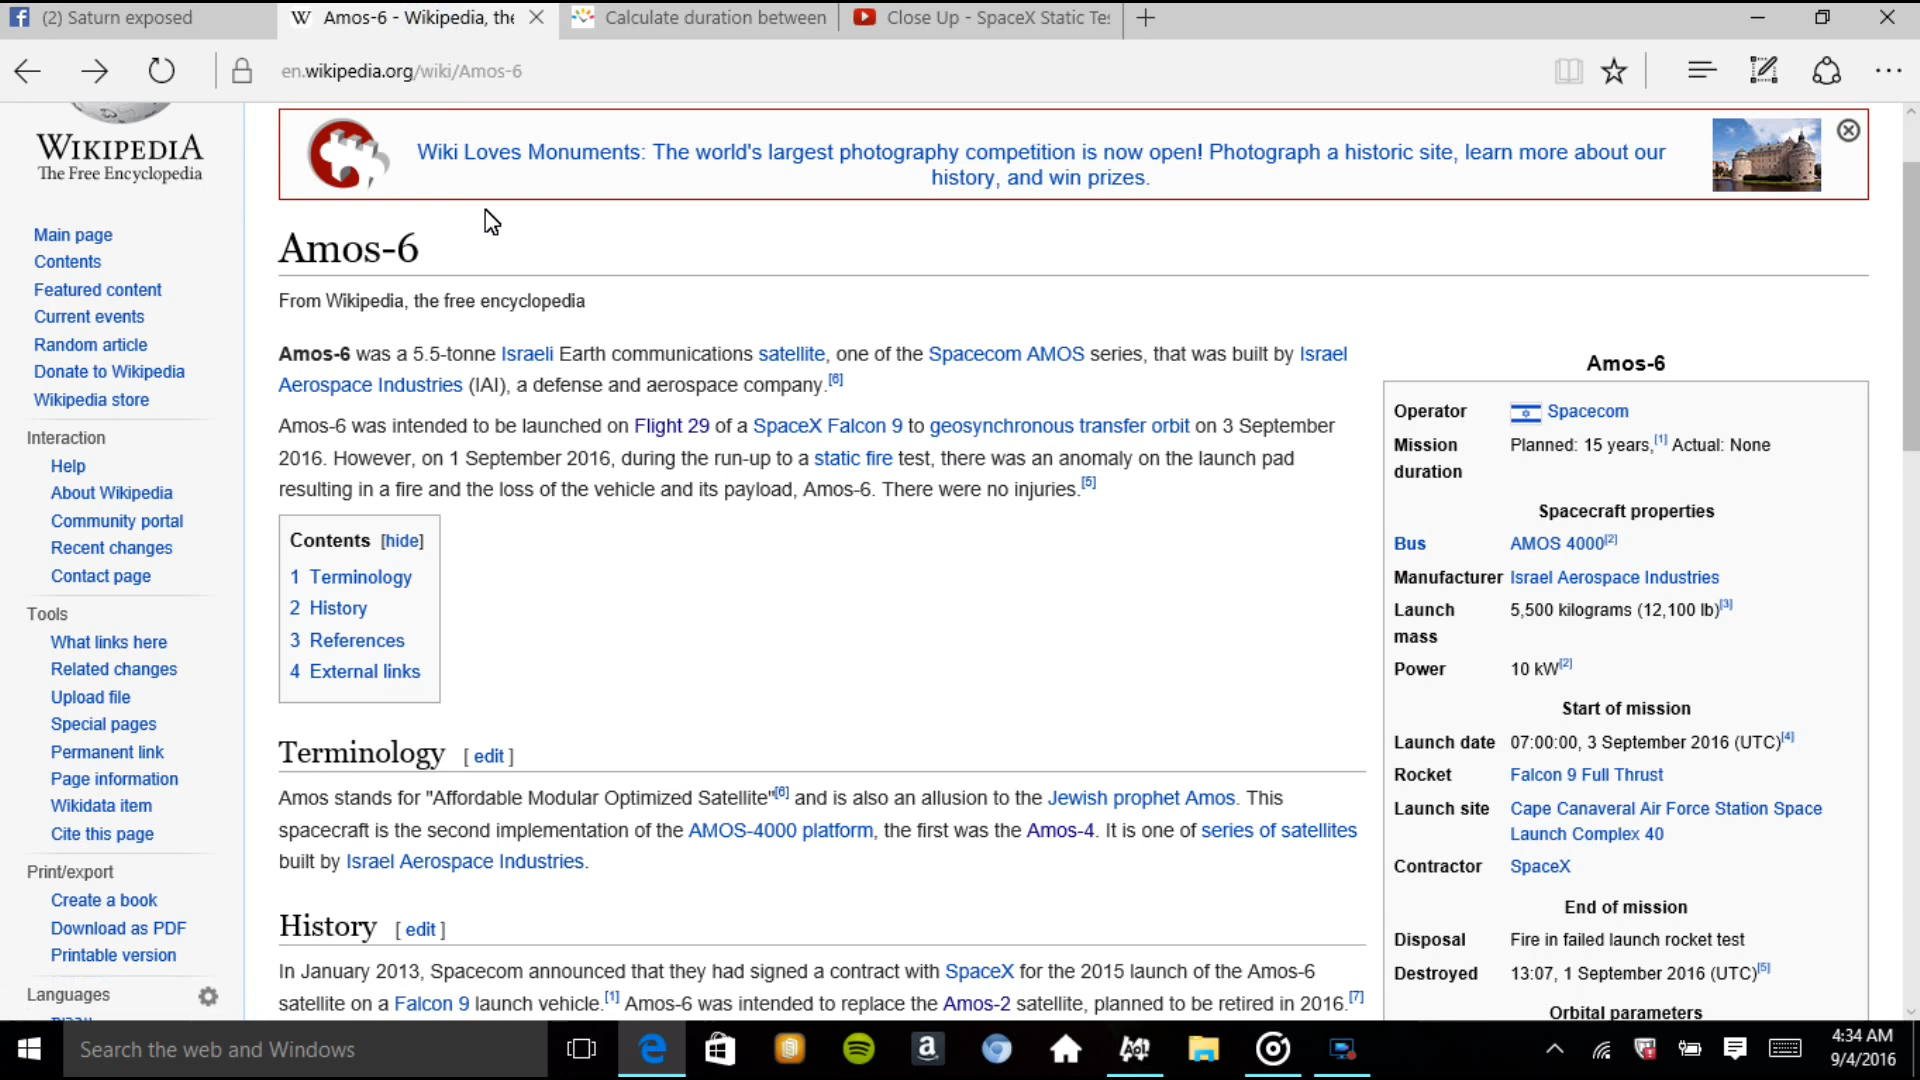 (2) Saturn exposed
W Amos-6 - Wikipedia, the
Calculate duration between
Close Up - SpaceX Static Te
en.wikipedia.org/wiki/Amos-6
WIKIPEDIA
The Free Encyclopedia
Main page
Contents
Featured content
Current events
Random article
Donate to Wikipedia
Wikipedia store
Interaction
Help
About Wikipedia
Community portal
Recent changes
Contact page
Tools
What links here
Related changes
Upload file
Special pages
Permanent link
Page information
Wikidata item
Cite this page
Print/export
Create a book
Download as PDF
Printable version
Languages
Wiki Loves Monuments: The world's largest photography competition is now open! Photograph a historic site, learn more about our
history, and win prizes.
Amos-6
From Wikipedia, the free encyclopedia
Amos-6 was a 5.5-tonne Israeli Earth communications satellite, one of the Spacecom AMOS series, that was built by Israel
Aerospace Industries (IAI), a defense and aerospace company.[6]
Amos-6 was intended to be launched on Flight 29 of a SpaceX Falcon 9 to geosynchronous transfer orbit on 3 September
2016. However, on 1 September 2016, during the run-up to a static fire test, there was an anomaly on the launch pad
resulting in a fire and the loss of the vehicle and its payload, Amos-6. There were no injuries.[5]
Contents [hide]
1 Terminology
2 History
3 References
4 External links
Terminology [ edit ]
Amos stands for "Affordable Modular Optimized Satellite"[6] and is also an allusion to the Jewish prophet Amos. This
spacecraft is the second implementation of the AMOS-4000 platform, the first was the Amos-4. It is one of series of satellites
built by Israel Aerospace Industries.
History [ edit ]
In January 2013, Spacecom announced that they had signed a contract with SpaceX for the 2015 launch of the Amos-6
satellite on a Falcon 9 launch vehicle.[1] Amos-6 was intended to replace the Amos-2 satellite, planned to be retired in 2016.[7]
Amos-6
Operator Spacecom
Mission duration Planned: 15 years,[1] Actual: None
Spacecraft properties
Bus AMOS 4000[2]
Manufacturer Israel Aerospace Industries
Launch mass 5,500 kilograms (12,100 lb)[3]
Power 10 kW[2]
Start of mission
Launch date 07:00:00, 3 September 2016 (UTC)[4]
Rocket Falcon 9 Full Thrust
Launch site Cape Canaveral Air Force Station Space
Launch Complex 40
Contractor SpaceX
End of mission
Disposal Fire in failed launch rocket test
Destroyed 13:07, 1 September 2016 (UTC)[5]
Orbital parameters
Search the web and Windows
4:34 AM
9/4/2016